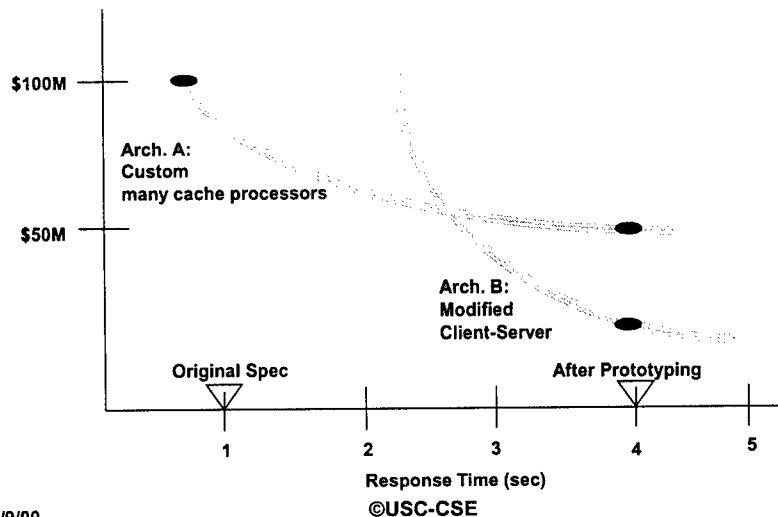 $100M
Arch. A:
Custom
many cache processors
$50M
Arch. B:
Modified
Client-Server
Original Spec
After Prototyping
1
2
3
4
5
Response Time (sec)
©USC-CSE